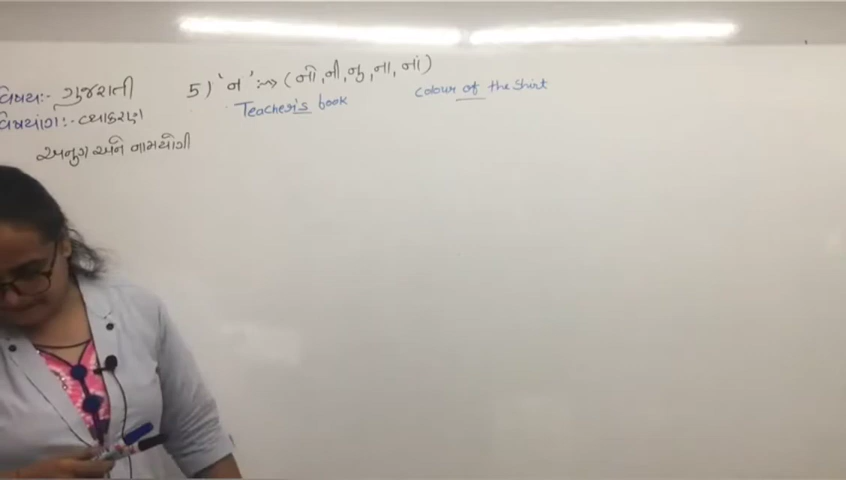 વિષય:- ગુજરાતી
વિષયાંગ:- વ્યાકરણ
અનુગ અને નામયોગી
5) 'ન' :→ (નો, ની, નુ, ના, નાં)
Teacher's book
Colour of the Shirt